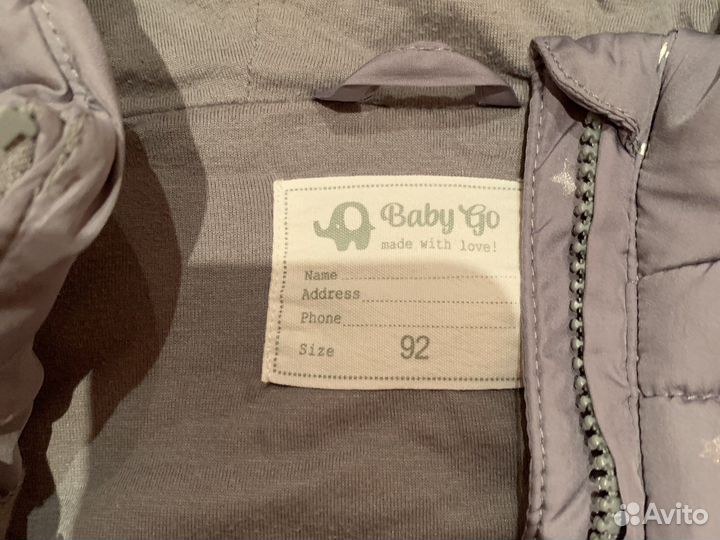 Baby Go
made with love!
Name
Address
Phone
Size 92
Avito